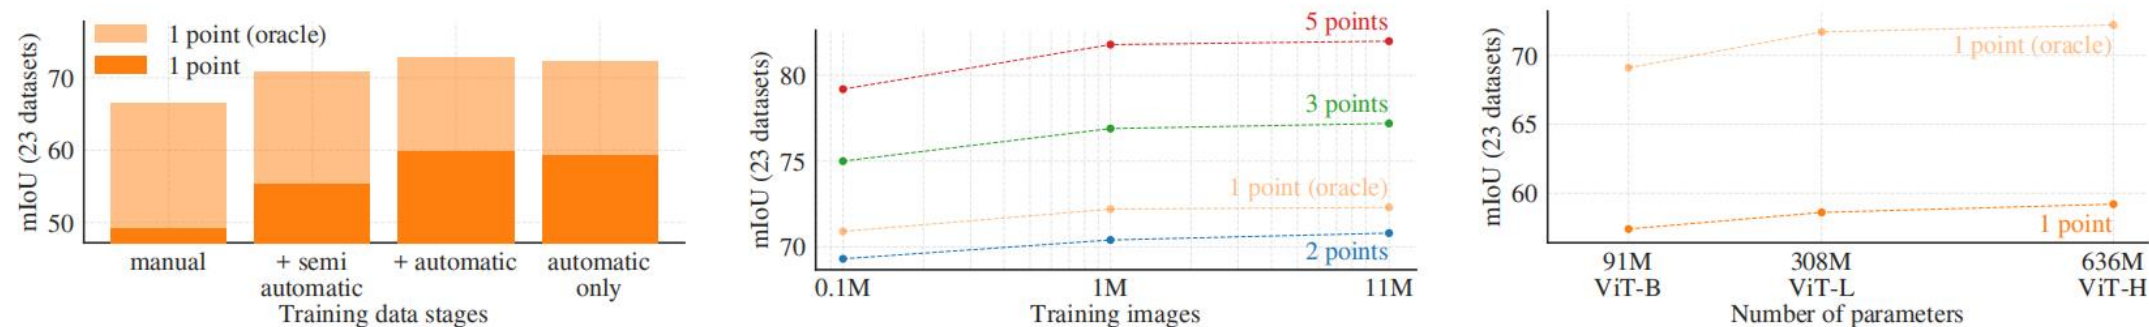 mIoU (23 datasets)
1 point (oracle)
1 point
70
60
50
manual
+ semi
automatic
+ automatic
automatic
only
Training data stages
mIoU (23 datasets)
80
75
70
5 points
3 points
1 point (oracle)
2 points
0.1M
1M
11M
Training images
mIoU (23 datasets)
70
65
60
1 point (oracle)
1 point
91M
ViT-B
308M
ViT-L
636M
ViT-H
Number of parameters